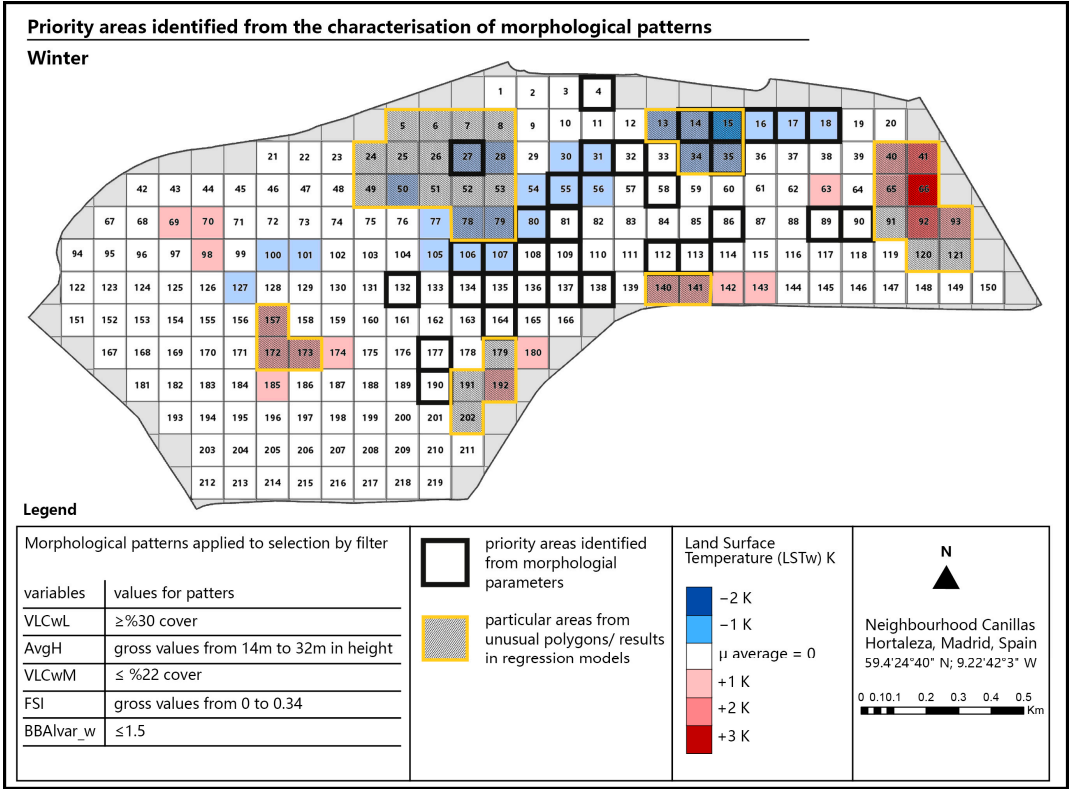 Priority areas identified from the characterisation of morphological patterns
Winter
1 2 3 4
5 6 7 8 9 10 11 12 13 14 15 16 17 18 19 20
21 22 23 24 25 26 27 28 29 30 31 32 33 34 35 36 37 38 39 40 41
42 43 44 45 46 47 48 49 50 51 52 53 54 55 56 57 58 59 60 61 62 63 64 65 66
67 68 69 70 71 72 73 74 75 76 77 78 79 80 81 82 83 84 85 86 87 88 89 90 91 92 93
94 95 96 97 98 99 100 101 102 103 104 105 106 107 108 109 110 111 112 113 114 115 116 117 118 119 120 121
122 123 124 125 126 127 128 129 130 131 132 133 134 135 136 137 138 139 140 141 142 143 144 145 146 147 148 149 150
151 152 153 154 155 156 157 158 159 160 161 162 163 164 165 166
167 168 169 170 171 172 173 174 175 176 177 178 179 180
181 182 183 184 185 186 187 188 189 190 191 192
193 194 195 196 197 198 199 200 201 202
203 204 205 206 207 208 209 210 211
212 213 214 215 216 217 218 219
Legend
Morphological patterns applied to selection by filter
variables values for patters
VLCwL ≥%30 cover
AvgH gross values from 14m to 32m in height
VLCwM ≤ %22 cover
FSI gross values from 0 to 0.34
BBAlvar_w ≤1.5
priority areas identified
from morphologial
parameters
particular areas from
unusual polygons/ results
in regression models
Land Surface
Temperature (LSTw) K
−2 K
−1 K
μ average = 0
+1 K
+2 K
+3 K
N
Neighbourhood Canillas
Hortaleza, Madrid, Spain
59.4'24°40" N; 9.22'42°3" W
0 0.10.1 0.2 0.3 0.4 0.5
Km